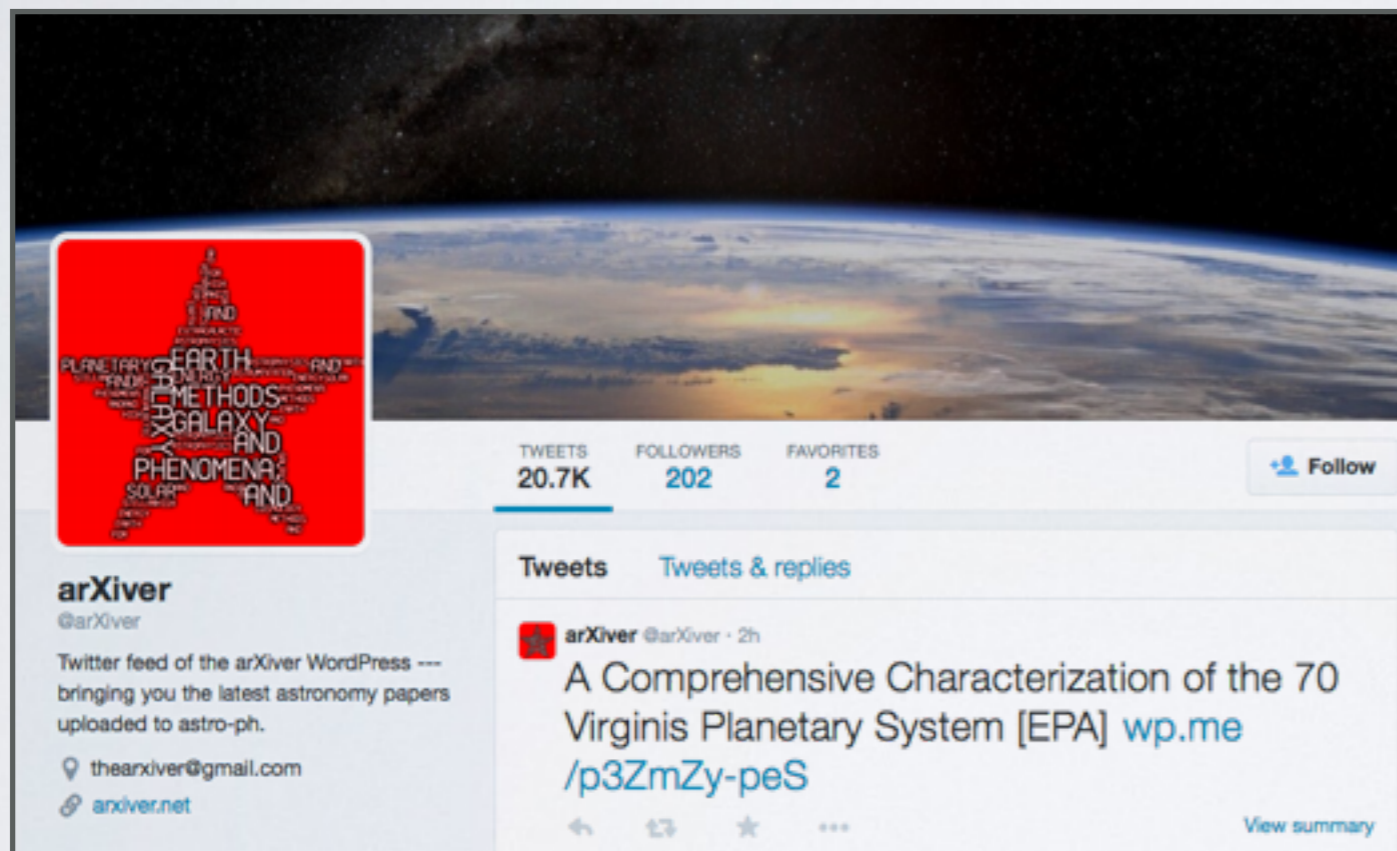 AND
EARTH
PLANETARY
AND
METHODS
GALAXY
GALAXY
AND
PHENOMENA,
SOLAR
AND
TWEETS FOLLOWERS FAVORITES
20.7K 202 2
Follow
arXiver
@arXiver
Twitter feed of the arXiver WordPress ---
bringing you the latest astronomy papers
uploaded to astro-ph.
thearxiver@gmail.com
arxiver.net
Tweets Tweets & replies
arXiver @arXiver · 2h
A Comprehensive Characterization of the 70
Virginis Planetary System [EPA] wp.me
/p3ZmZy-peS
View summary